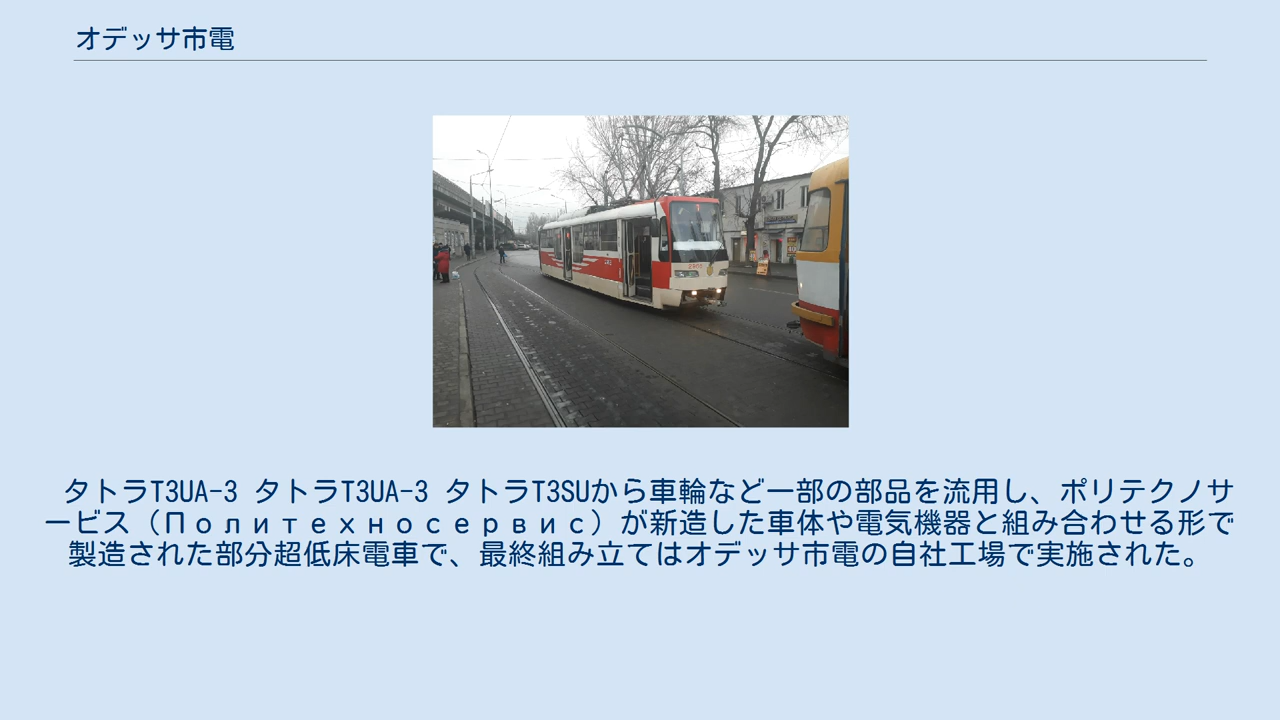 オデッサ市電
タトラT3UA-3 タトラT3UA-3 タトラT3SUから車輪など一部の部品を流用し、ポリテクノサ
ービス（Политехносервис）が新造した車体や電気機器と組み合わせる形で
製造された部分超低床電車で、最終組み立てはオデッサ市電の自社工場で実施された。